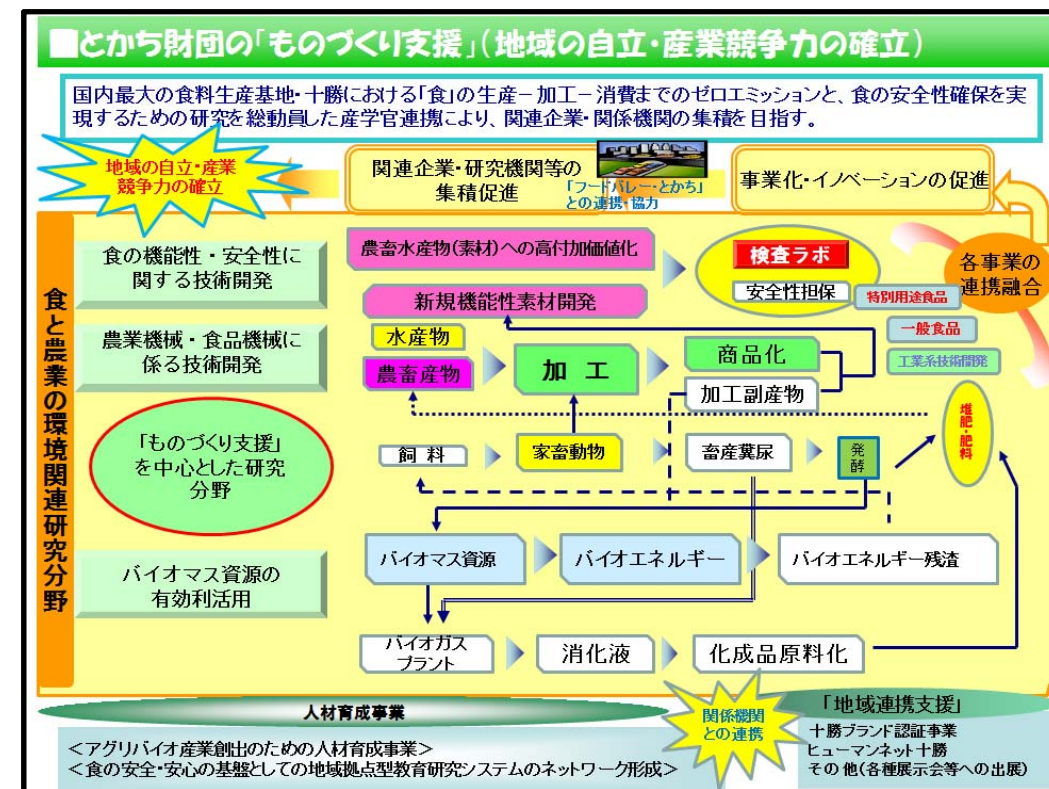 ■とかち財団の「ものづくり支援」(地域の自立・産業競争力の確立)
国内最大の食料生産基地・十勝における「食」の生産－加工－消費までのゼロエミッションと、食の安全性確保を実
現するための研究を総動員した産学官連携により、関連企業・関係機関の集積を目指す。
地域の自立・産業
競争力の確立
関連企業・研究機関等の
集積促進
「フードバレー・とかち」
との連携・協力
事業化・イノベーションの促進
各事業の
連携融合
食と農業の環境関連研究分野
食の機能性・安全性に
関する技術開発
農業機械・食品機械に
係る技術開発
「ものづくり支援」
を中心とした研究
分野
バイオマス資源の
有効利活用
農畜水産物(素材)への高付加価値化
新規機能性素材開発
検査ラボ
安全性担保
特別用途食品
一般食品
工業系技術開発
水産物
農畜産物
加工
商品化
加工副産物
飼料
家畜動物
畜産糞尿
発酵
堆肥・肥料
バイオマス資源
バイオエネルギー
バイオエネルギー残渣
バイオガス
プラント
消化液
化成品原料化
人材育成事業
＜アグリバイオ産業創出のための人材育成事業＞
＜食の安全・安心の基盤としての地域拠点型教育研究システムのネットワーク形成＞
関係機関
との連携
「地域連携支援」
十勝ブランド認証事業
ヒューマンネット十勝
その他(各種展示会等への出展)